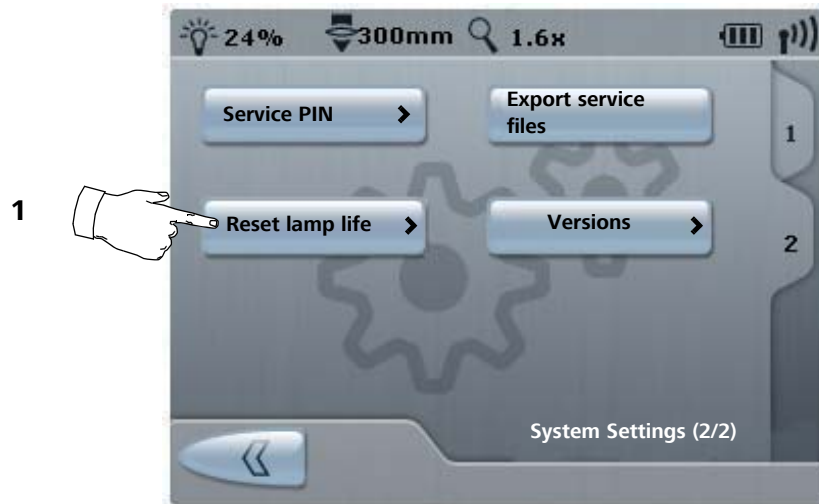 24% 300mm 1.6x
Service PIN
Export service
files
1
1
Reset lamp life
Versions
2
System Settings (2/2)